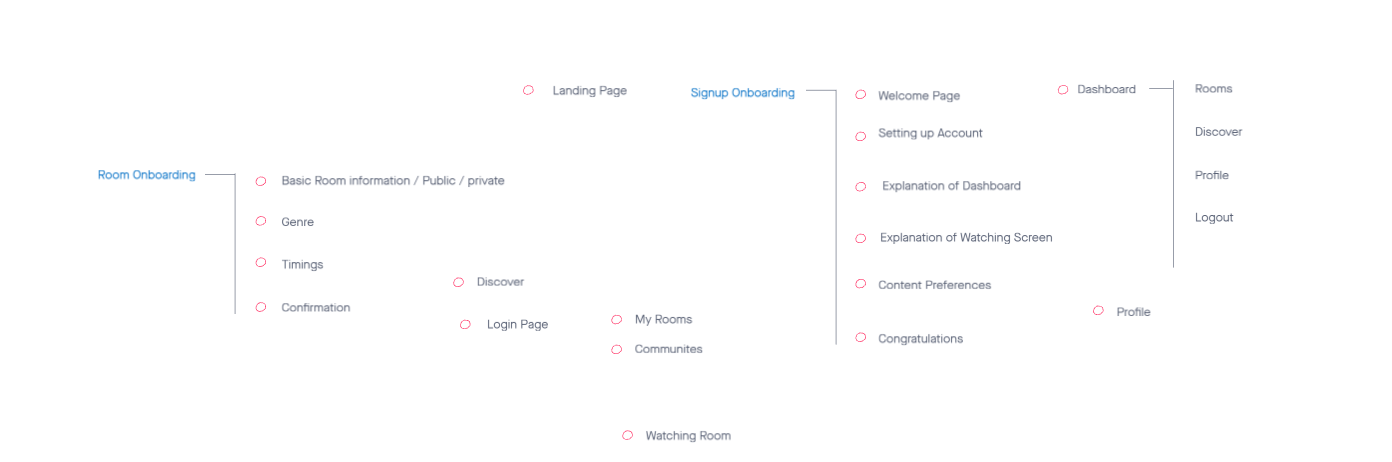 Landing Page
Signup Onboarding
Welcome Page
Setting up Account
Explanation of Dashboard
Explanation of Watching Screen
Content Preferences
Congratulations
Dashboard
Rooms
Discover
Profile
Logout
Room Onboarding
Basic Room information / Public / private
Genre
Timings
Confirmation
Discover
Login Page
My Rooms
Communites
Profile
Watching Room